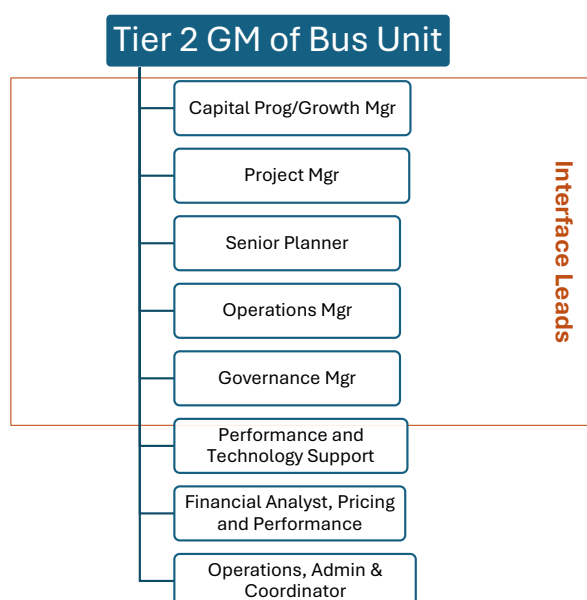 Tier 2 GM of Bus Unit
Capital Prog/Growth Mgr
Project Mgr
Senior Planner
Operations Mgr
Governance Mgr
Performance and
Technology Support
Financial Analyst, Pricing
and Performance
Operations, Admin &
Coordinator
Interface Leads